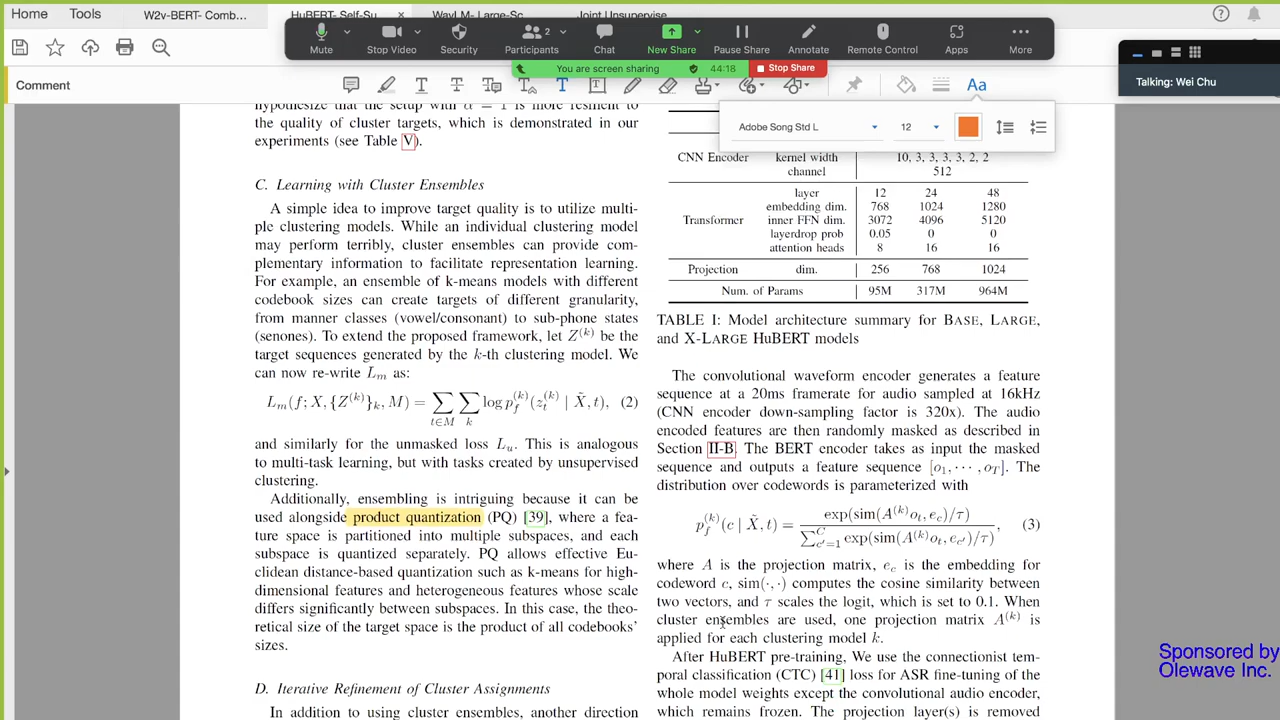 Home Tools W2v-BERT- Comb... HuBERT- Self-Su... WavLM- Large-Sc... Joint Unsupervise...
Mute Stop Video Security Participants 2 Chat New Share Pause Share Annotate Remote Control Apps More
You are screen sharing 44:18 Stop Share
Talking: Wei Chu
Comment
Aa
Adobe Song Std L 12
hypothesize that the setup with α = 1 is more resilient to
the quality of cluster targets, which is demonstrated in our
experiments (see Table V).
C. Learning with Cluster Ensembles
A simple idea to improve target quality is to utilize multi-
ple clustering models. While an individual clustering model
may perform terribly, cluster ensembles can provide com-
plementary information to facilitate representation learning.
For example, an ensemble of k-means models with different
codebook sizes can create targets of different granularity,
from manner classes (vowel/consonant) to sub-phone states
(senones). To extend the proposed framework, let Z^(k) be the
target sequences generated by the k-th clustering model. We
can now re-write L_m as:
L_m(f; X, {Z^(k)}_k, M) = ∑_{t∈M} ∑_k log p_f^(k)(z_t^(k) | X̃, t), (2)
and similarly for the unmasked loss L_u. This is analogous
to multi-task learning, but with tasks created by unsupervised
clustering.
Additionally, ensembling is intriguing because it can be
used alongside product quantization (PQ) [39], where a fea-
ture space is partitioned into multiple subspaces, and each
subspace is quantized separately. PQ allows effective Eu-
clidean distance-based quantization such as k-means for high-
dimensional features and heterogeneous features whose scale
differs significantly between subspaces. In this case, the theo-
retical size of the target space is the product of all codebooks'
sizes.
D. Iterative Refinement of Cluster Assignments
In addition to using cluster ensembles, another direction
CNN Encoder kernel width 10, 3, 3, 3, 3, 2, 2
channel 512
layer 12 24 48
embedding dim. 768 1024 1280
Transformer inner FFN dim. 3072 4096 5120
layerdrop prob 0.05 0 0
attention heads 8 16 16
Projection dim. 256 768 1024
Num. of Params 95M 317M 964M
TABLE I: Model architecture summary for BASE, LARGE,
and X-LARGE HuBERT models
The convolutional waveform encoder generates a feature
sequence at a 20ms framerate for audio sampled at 16kHz
(CNN encoder down-sampling factor is 320x). The audio
encoded features are then randomly masked as described in
Section II-B. The BERT encoder takes as input the masked
sequence and outputs a feature sequence [o_1, ⋯ , o_T]. The
distribution over codewords is parameterized with
p_f^(k)(c | X̃, t) = exp(sim(A^(k)o_t, e_c)/τ) / ∑_{c'=1}^C exp(sim(A^(k)o_t, e_c')/τ), (3)
where A is the projection matrix, e_c is the embedding for
codeword c, sim(·, ·) computes the cosine similarity between
two vectors, and τ scales the logit, which is set to 0.1. When
cluster ensembles are used, one projection matrix A^(k) is
applied for each clustering model k.
After HuBERT pre-training, We use the connectionist tem-
poral classification (CTC) [41] loss for ASR fine-tuning of the
whole model weights except the convolutional audio encoder,
which remains frozen. The projection layer(s) is removed
Sponsored by
Olewave Inc.